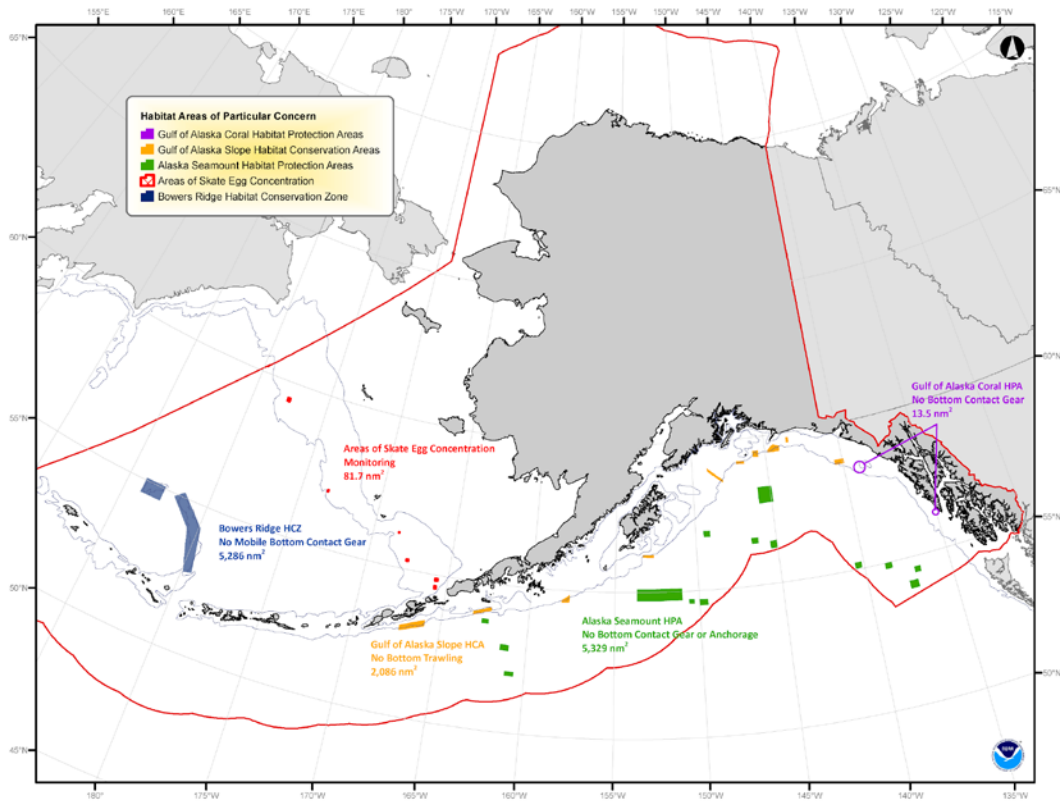 155°E 160°E 165°E 170°E 175°E 180° 175°W 170°W 165°W 160°W 155°W 150°W 145°W 140°W 135°W 130°W 125°W 120°W 115°W
65°N
65°N
Habitat Areas of Particular Concern
Gulf of Alaska Coral Habitat Protection Areas
Gulf of Alaska Slope Habitat Conservation Areas
Alaska Seamount Habitat Protection Areas
Areas of Skate Egg Concentration
Bowers Ridge Habitat Conservation Zone
60°N
60°N
Gulf of Alaska Coral HPA
No Bottom Contact Gear
13.5 nm²
55°N
Areas of Skate Egg Concentration
Monitoring
81.7 nm²
55°N
Bowers Ridge HCZ
No Mobile Bottom Contact Gear
5,286 nm²
50°N
Alaska Seamount HPA
No Bottom Contact Gear or Anchorage
5,329 nm²
Gulf of Alaska Slope HCA
No Bottom Trawling
2,086 nm²
50°N
45°N
180° 175°W 170°W 165°W 160°W 155°W 150°W 145°W 140°W 135°W